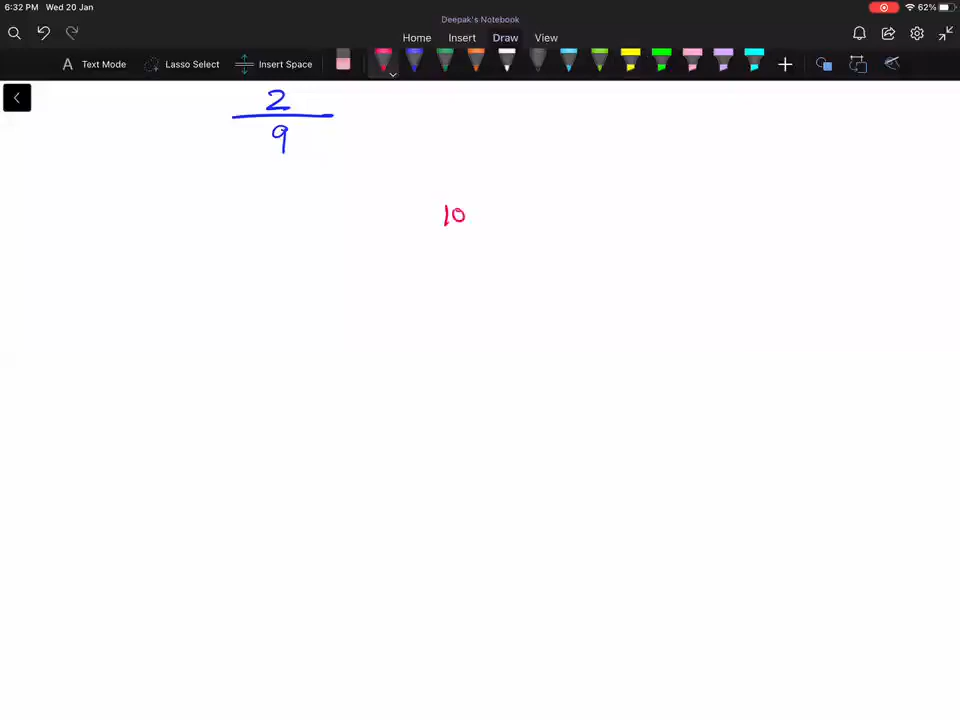 6:32 PM Wed 20 Jan
62%
Deepak's Notebook
Home Insert Draw View
Text Mode Lasso Select Insert Space
2
9
10